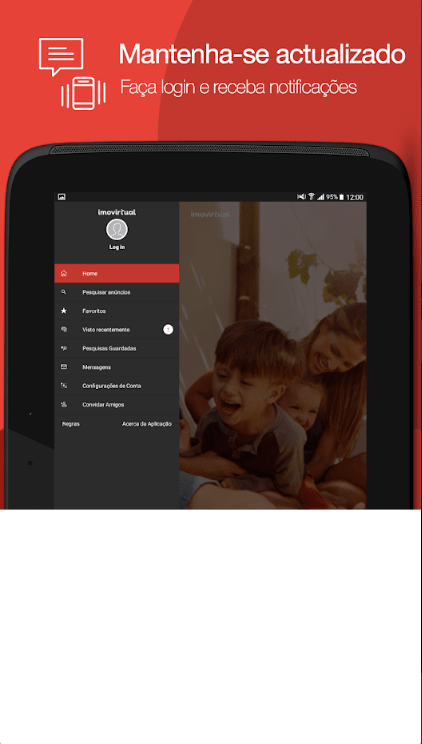 Mantenha-se actualizado
Faça login e receba notificações
95% 12:00
imovirtual
imovirtual
Log in
Home
Pesquisar anúncios
Favoritos
Visto recentemente
Pesquisas Guardadas
Mensagens
Configurações de Conta
Convidar Amigos
Regras Acerca da Aplicação